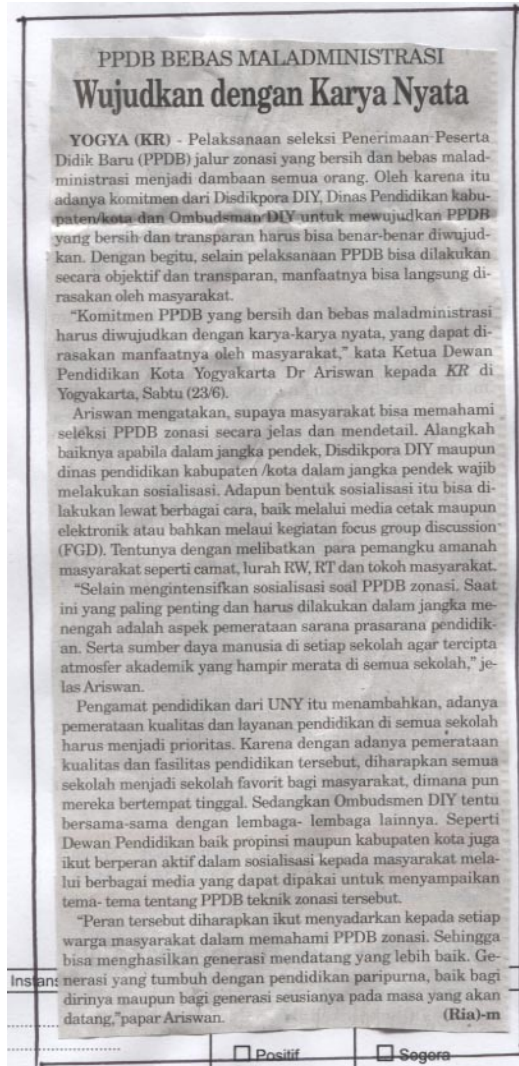 PPDB BEBAS MALADMINISTRASI
Wujudkan dengan Karya Nyata
YOGYA (KR) - Pelaksanaan seleksi Penerimaan Peserta
Didik Baru (PPDB) jalur zonasi yang bersih dan bebas malad-
ministrasi menjadi dambaan semua orang. Oleh karena itu
adanya komitmen dari Disdikpora DIY, Dinas Pendidikan kabu-
paten/kota dan Ombudsman DIY untuk mewujudkan PPDB
yang bersih dan transparan harus bisa benar-benar diwujud-
kan. Dengan begitu, selain pelaksanaan PPDB bisa dilakukan
secara objektif dan transparan, manfaatnya bisa langsung di-
rasakan oleh masyarakat.
"Komitmen PPDB yang bersih dan bebas maladministrasi
harus diwujudkan dengan karya-karya nyata, yang dapat di-
rasakan manfaatnya oleh masyarakat," kata Ketua Dewan
Pendidikan Kota Yogyakarta Dr Ariswan kepada KR di
Yogyakarta, Sabtu (23/6).
Ariswan mengatakan, supaya masyarakat bisa memahami
seleksi PPDB zonasi secara jelas dan mendetail. Alangkah
baiknya apabila dalam jangka pendek, Disdikpora DIY maupun
dinas pendidikan kabupaten /kota dalam jangka pendek wajib
melakukan sosialisasi. Adapun bentuk sosialisasi itu bisa di-
lakukan lewat berbagai cara, baik melalui media cetak maupun
elektronik atau bahkan melaui kegiatan focus group discussion
(FGD). Tentunya dengan melibatkan para pemangku amanah
masyarakat seperti camat, lurah RW, RT dan tokoh masyarakat.
"Selain mengintensifkan sosialisasi soal PPDB zonasi. Saat
ini yang paling penting dan harus dilakukan dalam jangka me-
nengah adalah aspek pemerataan sarana prasarana pendidik-
an. Serta sumber daya manusia di setiap sekolah agar tercipta
atmosfer akademik yang hampir merata di semua sekolah," je-
las Ariswan.
Pengamat pendidikan dari UNY itu menambahkan, adanya
pemerataan kualitas dan layanan pendidikan di semua sekolah
harus menjadi prioritas. Karena dengan adanya pemerataan
kualitas dan fasilitas pendidikan tersebut, diharapkan semua
sekolah menjadi sekolah favorit bagi masyarakat, dimana pun
mereka bertempat tinggal. Sedangkan Ombudsmen DIY tentu
bersama-sama dengan lembaga- lembaga lainnya. Seperti
Dewan Pendidikan baik propinsi maupun kabupaten kota juga
ikut berperan aktif dalam sosialisasi kepada masyarakat mela-
lui berbagai media yang dapat dipakai untuk menyampaikan
tema- tema tentang PPDB teknik zonasi tersebut.
"Peran tersebut diharapkan ikut menyadarkan kepada setiap
warga masyarakat dalam memahami PPDB zonasi. Sehingga
bisa menghasilkan generasi mendatang yang lebih baik. Ge-
nerasi yang tumbuh dengan pendidikan paripurna, baik bagi
dirinya maupun bagi generasi seusianya pada masa yang akan
datang,"papar Ariswan. (Ria)-m
Positif Segera